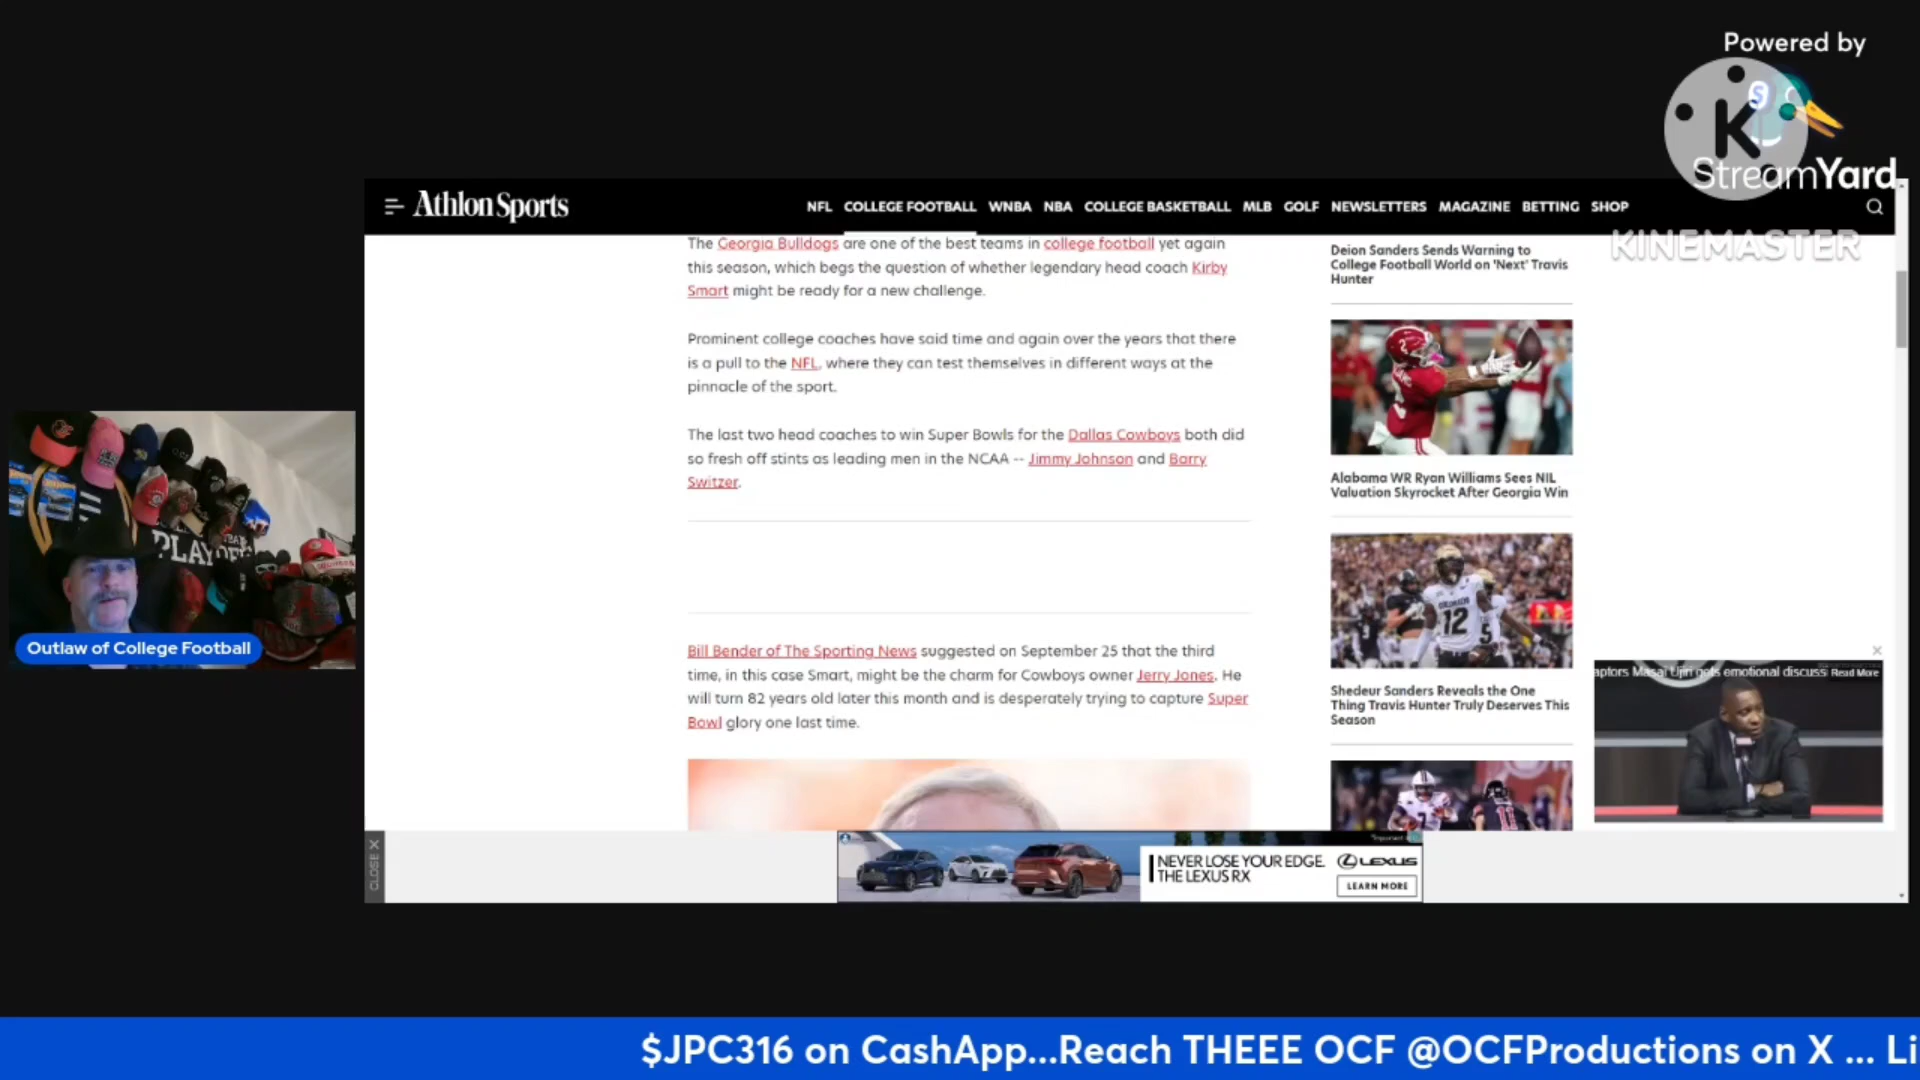 Powered by
StreamYard
KINEMASTER
Athlon Sports
NFL COLLEGE FOOTBALL WNBA NBA COLLEGE BASKETBALL MLB GOLF NEWSLETTERS MAGAZINE BETTING SHOP
The Georgia Bulldogs are one of the best teams in college football yet again
this season, which begs the question of whether legendary head coach Kirby
Smart might be ready for a new challenge.
Prominent college coaches have said time and again over the years that there
is a pull to the NFL, where they can test themselves in different ways at the
pinnacle of the sport.
The last two head coaches to win Super Bowls for the Dallas Cowboys both did
so fresh off stints as leading men in the NCAA -- Jimmy Johnson and Barry
Switzer.
Bill Bender of The Sporting News suggested on September 25 that the third
time, in this case Smart, might be the charm for Cowboys owner Jerry Jones. He
will turn 82 years old later this month and is desperately trying to capture Super
Bowl glory one last time.
Deion Sanders Sends Warning to
College Football World on 'Next' Travis
Hunter
Alabama WR Ryan Williams Sees NIL
Valuation Skyrocket After Georgia Win
COLORADO
12
Shedeur Sanders Reveals the One
Thing Travis Hunter Truly Deserves This
Season
aptors Masai Ujiri gets emotional discuss Read More
Outlaw of College Football
CLOSE X
NEVER LOSE YOUR EDGE.
THE LEXUS RX
LEXUS
LEARN MORE
$JPC316 on CashApp...Reach THEEE OCF @OCFProductions on X ... Li